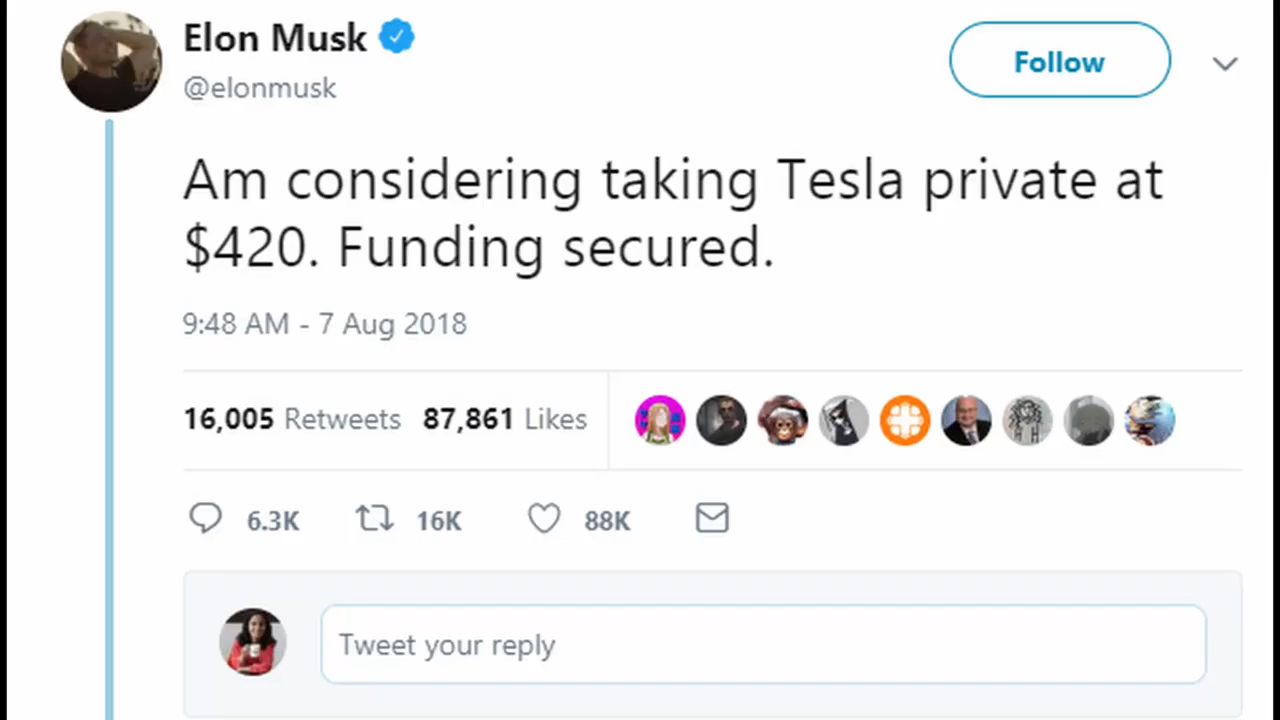 Elon Musk
@elonmusk
Follow
Am considering taking Tesla private at
$420. Funding secured.
9:48 AM - 7 Aug 2018
16,005 Retweets 87,861 Likes
6.3K 16K 88K
Tweet your reply